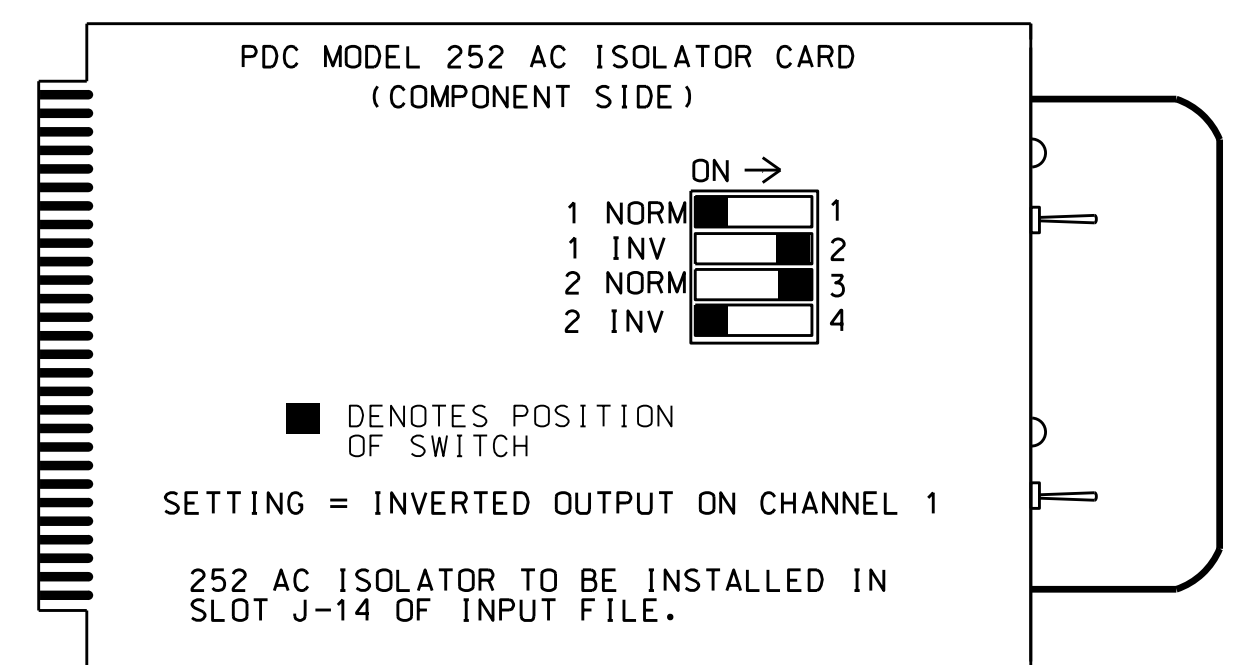 PDC MODEL 252 AC ISOLATOR CARD
(COMPONENT SIDE)
ON →
1 NORM 1
1 INV 2
2 NORM 3
2 INV 4
DENOTES POSITION
OF SWITCH
SETTING = INVERTED OUTPUT ON CHANNEL 1
252 AC ISOLATOR TO BE INSTALLED IN
SLOT J-14 OF INPUT FILE.